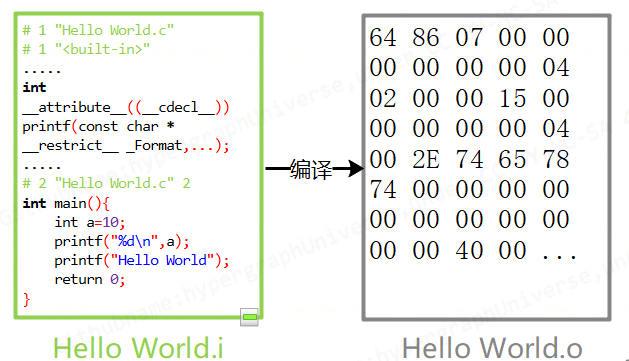 # 1 "Hello World.c"
# 1 "<built-in>"
.....
int
__attribute__((__cdecl__))
printf(const char *
__restrict__ _Format,...);
.....
# 2 "Hello World.c" 2
int main(){
    int a=10;
    printf("%d\n",a);
    printf("Hello World");
    return 0;
}
Hello World.i
编译
64 86 07 00 00
00 00 00 00 04
02 00 00 15 00
00 00 00 00 04
00 2E 74 65 78
74 00 00 00 00
00 00 00 00 00
00 00 40 00 ...
Hello World.o